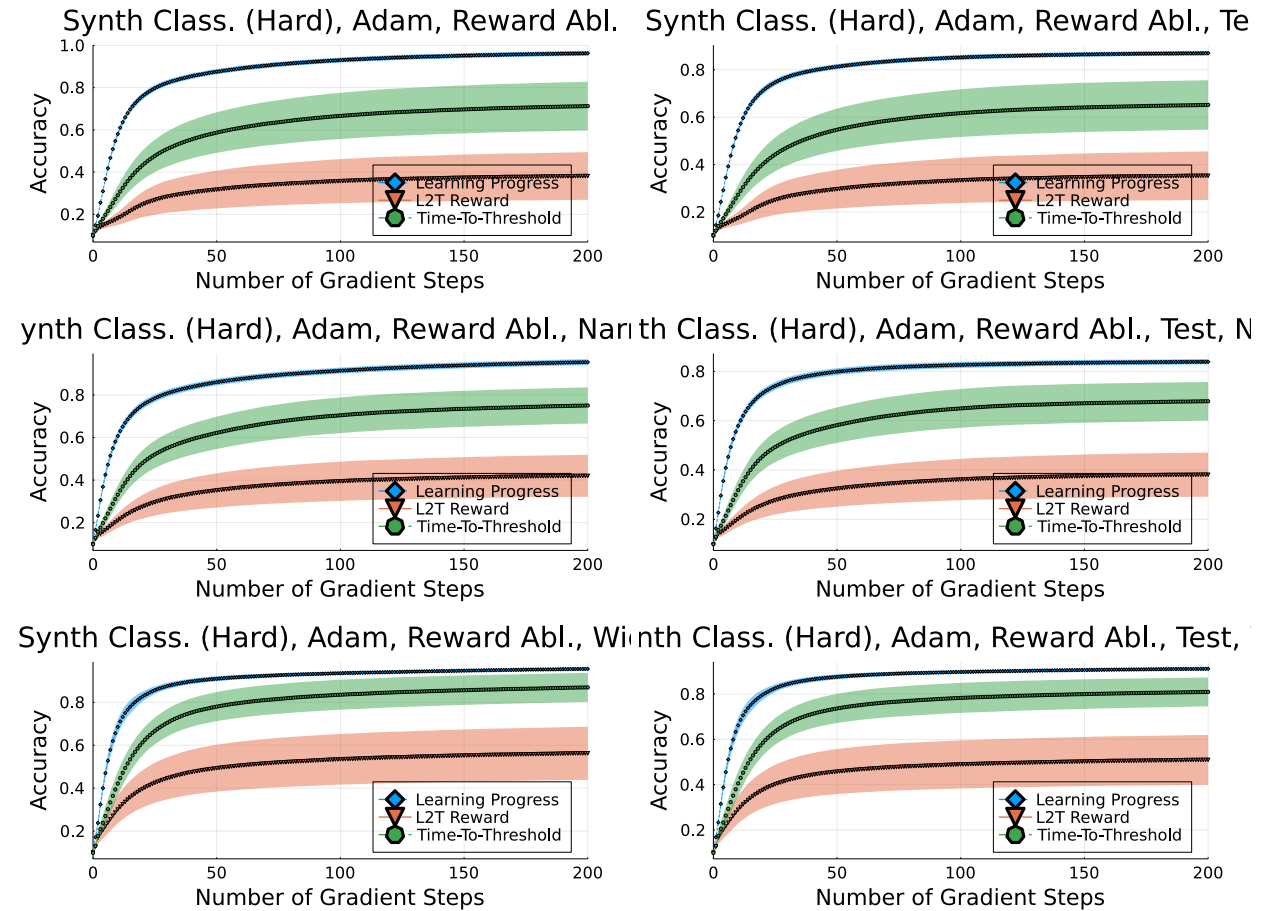 Synth Class. (Hard), Adam, Reward Abl.
Accuracy
1.0
0.8
0.6
0.4
0.2
Learning Progress
L2T Reward
Time-To-Threshold
0 50 100 150 200
Number of Gradient Steps
Synth Class. (Hard), Adam, Reward Abl., Te
Accuracy
0.8
0.6
0.4
0.2
Learning Progress
L2T Reward
Time-To-Threshold
0 50 100 150 200
Number of Gradient Steps
ynth Class. (Hard), Adam, Reward Abl., Nar
Accuracy
0.8
0.6
0.4
0.2
Learning Progress
L2T Reward
Time-To-Threshold
0 50 100 150 200
Number of Gradient Steps
th Class. (Hard), Adam, Reward Abl., Test, N
Accuracy
0.8
0.6
0.4
0.2
Learning Progress
L2T Reward
Time-To-Threshold
0 50 100 150 200
Number of Gradient Steps
Synth Class. (Hard), Adam, Reward Abl., Wi
Accuracy
0.8
0.6
0.4
0.2
Learning Progress
L2T Reward
Time-To-Threshold
0 50 100 150 200
Number of Gradient Steps
nth Class. (Hard), Adam, Reward Abl., Test,
Accuracy
0.8
0.6
0.4
0.2
Learning Progress
L2T Reward
Time-To-Threshold
0 50 100 150 200
Number of Gradient Steps